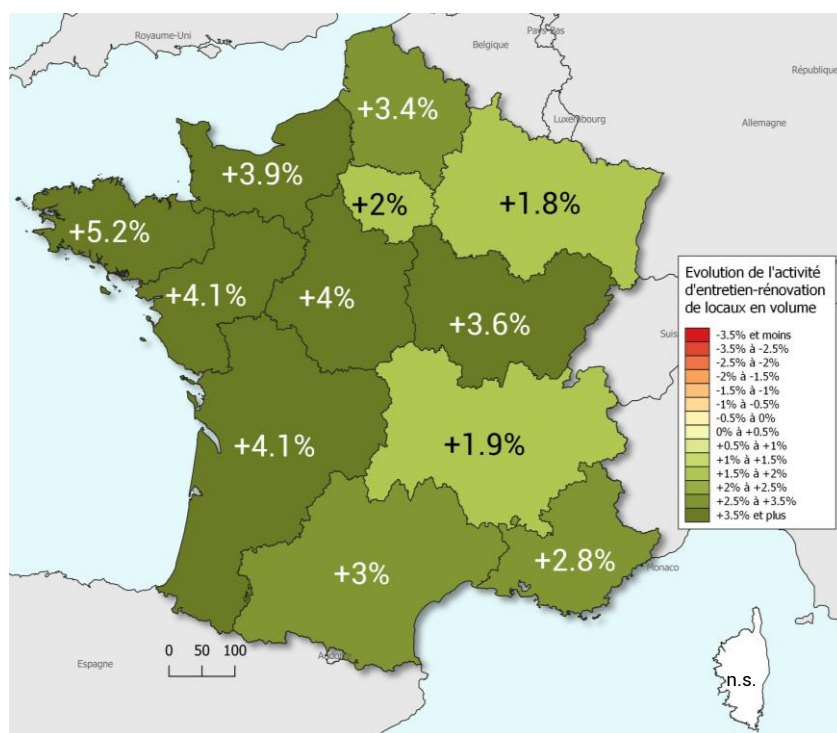 Royaume-Uni
Belgique
Pays-Bas
République
Luxembourg
Allemagne
+3.4%
+3.9%
+2%
+1.8%
+5.2%
+4.1%
+4%
+3.6%
Evolution de l'activité
d'entretien-rénovation
de locaux en volume
-3.5% et moins
-3.5% à -2.5%
-2.5% à -2%
-2% à -1.5%
-1.5% à -1%
-1% à -0.5%
-0.5% à 0%
0% à +0.5%
+0.5% à +1%
+1% à +1.5%
+1.5% à +2%
+2% à +2.5%
+2.5% à +3.5%
+3.5% et plus
Suis
+4.1%
+1.9%
+3%
+2.8%
Monaco
0 50 100
Espagne
Andorre
n.s.